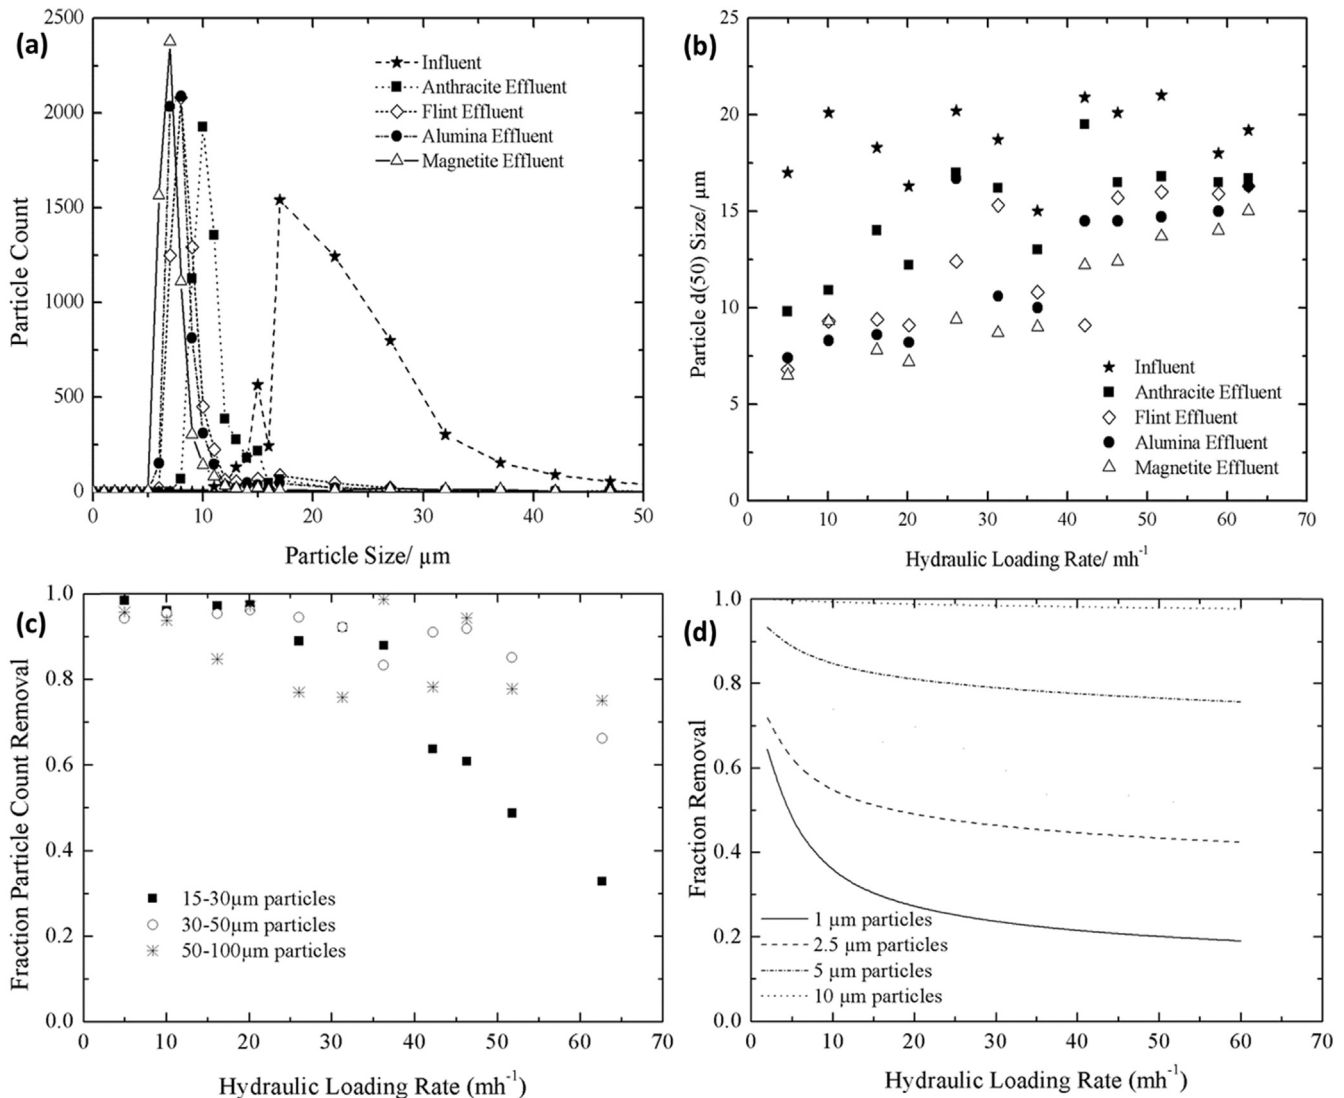 (a)
2500
2000
1500
1000
500
0
Particle Count
Influent
Anthracite Effluent
Flint Effluent
Alumina Effluent
Magnetite Effluent
0 10 20 30 40 50
Particle Size/ µm
(b)
25
20
15
10
5
0
Particle d(50) Size/ µm
Influent
Anthracite Effluent
Flint Effluent
Alumina Effluent
Magnetite Effluent
0 10 20 30 40 50 60 70
Hydraulic Loading Rate/ mh⁻¹
(c)
1.0
0.8
0.6
0.4
0.2
0.0
Fraction Particle Count Removal
15-30µm particles
30-50µm particles
50-100µm particles
0 10 20 30 40 50 60 70
Hydraulic Loading Rate (mh⁻¹)
(d)
1.0
0.8
0.6
0.4
0.2
0.0
Fraction Removal
1 µm particles
2.5 µm particles
5 µm particles
10 µm particles
0 10 20 30 40 50 60 70
Hydraulic Loading Rate (mh⁻¹)